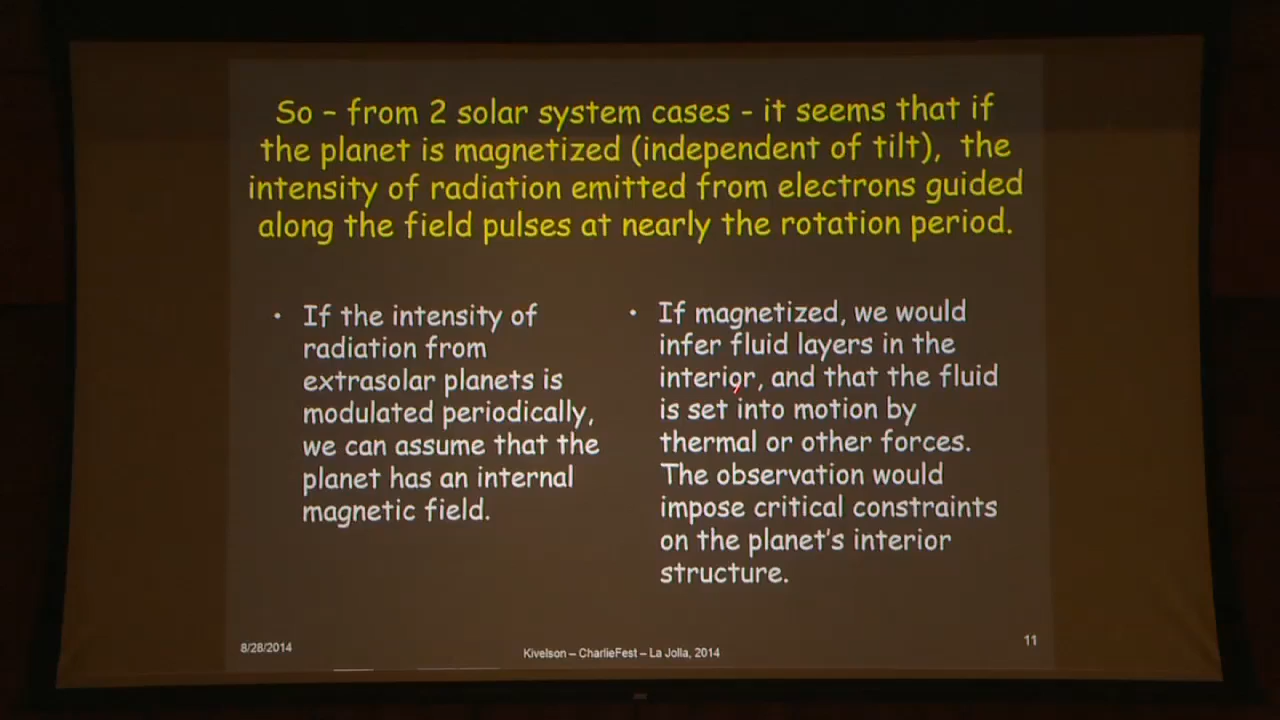 So – from 2 solar system cases - it seems that if
the planet is magnetized (independent of tilt), the
intensity of radiation emitted from electrons guided
along the field pulses at nearly the rotation period.
• If the intensity of
radiation from
extrasolar planets is
modulated periodically,
we can assume that the
planet has an internal
magnetic field.
• If magnetized, we would
infer fluid layers in the
interior, and that the fluid
is set into motion by
thermal or other forces.
The observation would
impose critical constraints
on the planet's interior
structure.
8/28/2014
Kivelson – CharlieFest – La Jolla, 2014
11